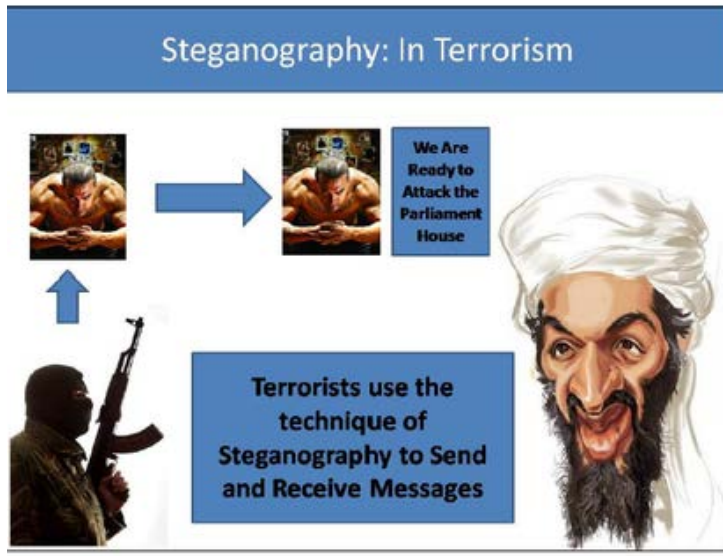 Steganography: In Terrorism
We Are
Ready to
Attack the
Parliament
House
Terrorists use the
technique of
Steganography to Send
and Receive Messages